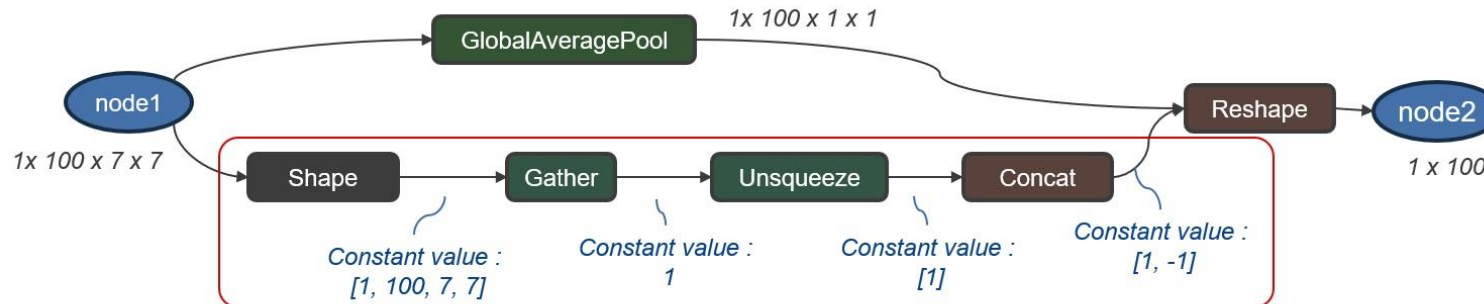 1x 100 x 1 x 1
GlobalAveragePool
node1
Reshape
node2
1x 100 x 7 x 7
1 x 100
Shape
Gather
Unsqueeze
Concat
Constant value :
[1, 100, 7, 7]
Constant value :
1
Constant value :
[1]
Constant value :
[1, -1]